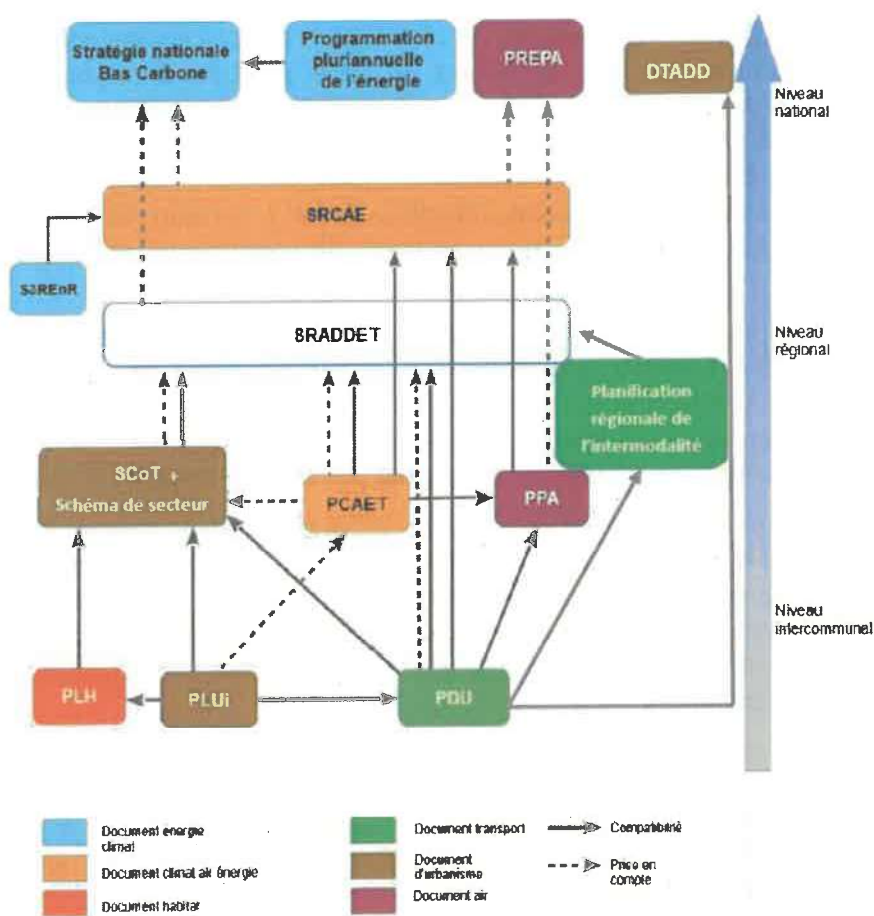 Stratégie nationale
Bas Carbone
Programmation
pluriannuelle
de l'énergie
PREPA
DTADD
Niveau
national
SRCAE
S3REnR
SRADDET
Niveau
régional
Planification
régionale de
l'intermodalité
SCoT +
Schéma de secteur
PCAET
PPA
Niveau
intercommunal
PLH
PLUi
PDU
Document énergie
climat
Document climat air énergie
Document habitat
Document transport
Document
d'urbanisme
Document air
Compatibilité
Prise en
compte